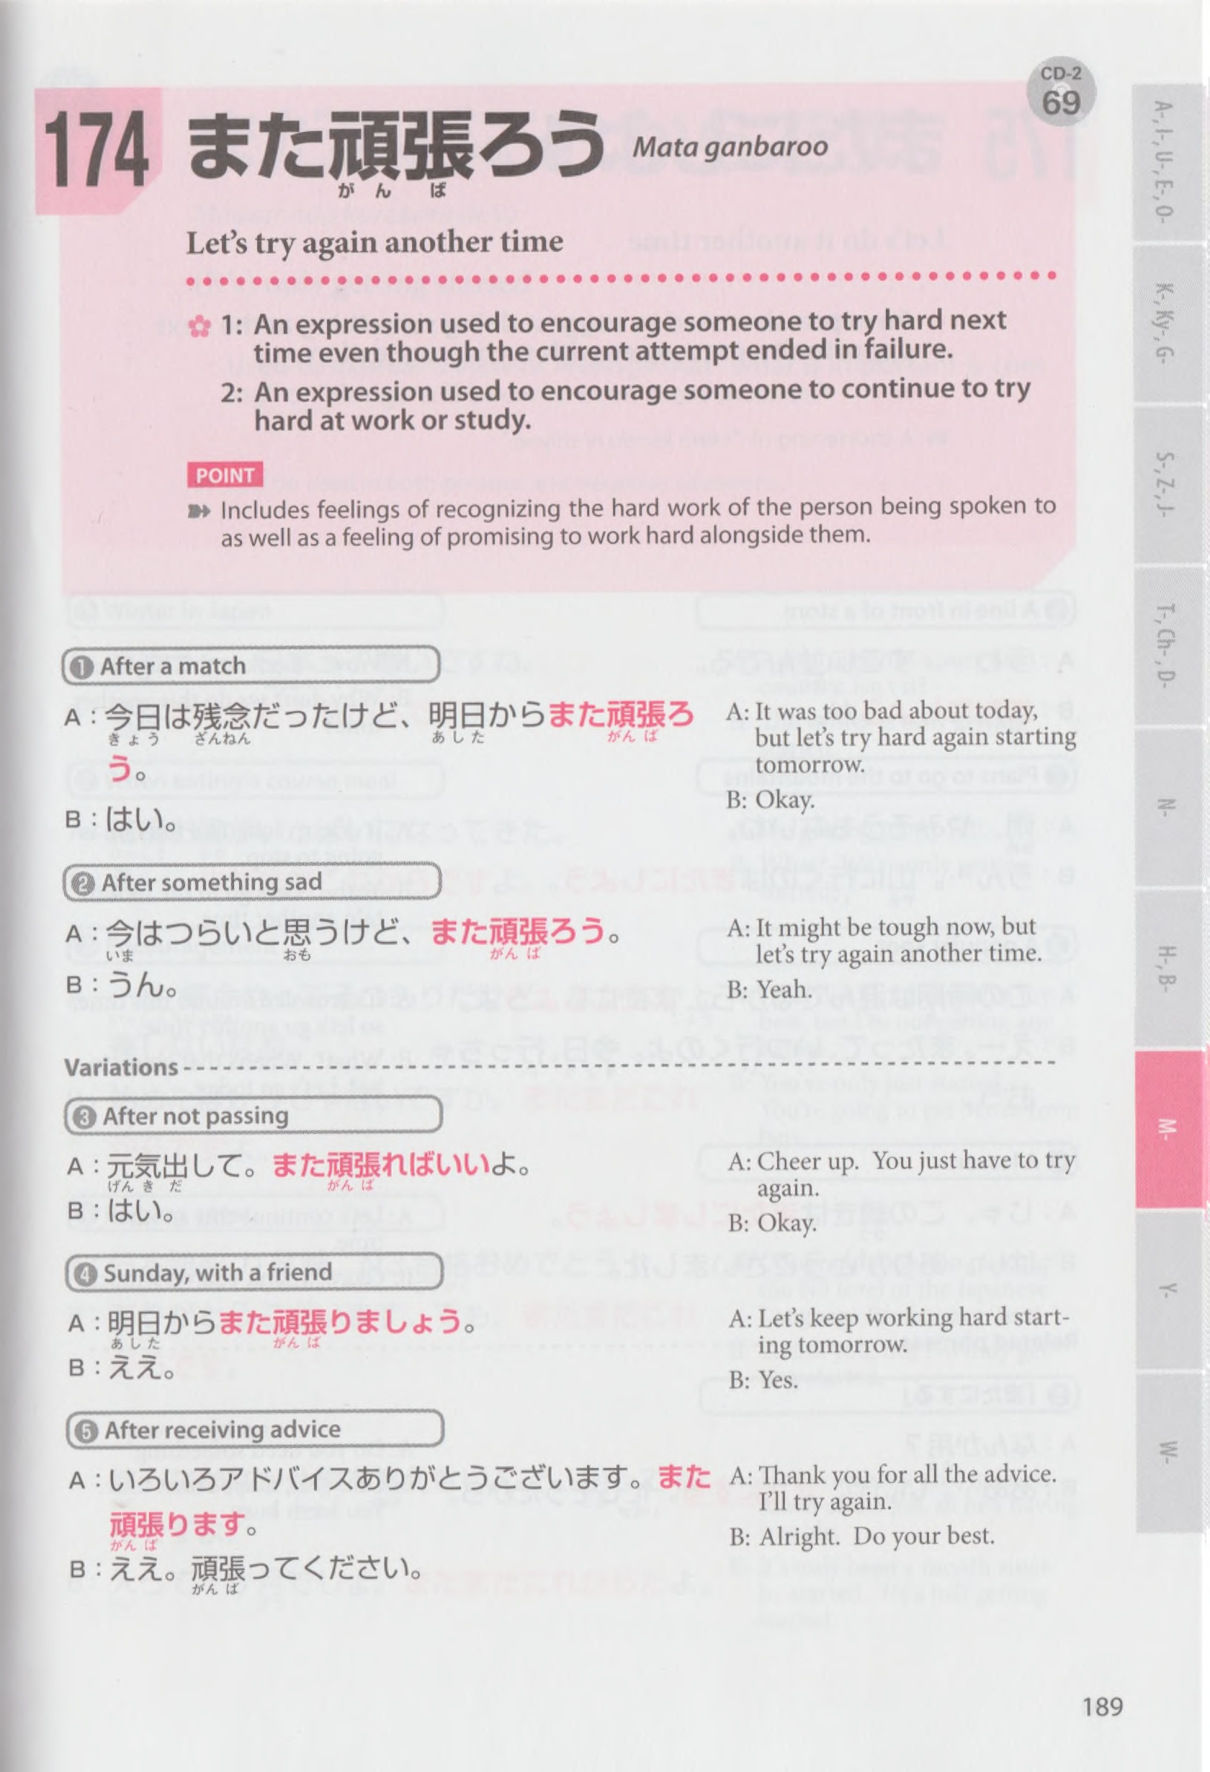 CD-2
69
174 また頑張ろう Mata ganbaroo
がんば
Let's try again another time
1: An expression used to encourage someone to try hard next
time even though the current attempt ended in failure.
2: An expression used to encourage someone to continue to try
hard at work or study.
POINT
Includes feelings of recognizing the hard work of the person being spoken to
as well as a feeling of promising to work hard alongside them.
❶ After a match
A：今日は残念だったけど、明日からまた頑張ろ
きょう ざんねん あした がんば
う。
B：はい。
A: It was too bad about today,
but let's try hard again starting
tomorrow.
B: Okay.
❷ After something sad
A：今はつらいと思うけど、また頑張ろう。
いま おも がんば
B：うん。
A: It might be tough now, but
let's try again another time.
B: Yeah.
Variations
❸ After not passing
A：元気出して。また頑張ればいいよ。
げんき だ がんば
B：はい。
A: Cheer up. You just have to try
again.
B: Okay.
❹ Sunday, with a friend
A：明日からまた頑張りましょう。
あした がんば
B：ええ。
A: Let's keep working hard start-
ing tomorrow.
B: Yes.
❺ After receiving advice
A：いろいろアドバイスありがとうございます。また
頑張ります。
がんば
B：ええ。頑張ってください。
がんば
A: Thank you for all the advice.
I'll try again.
B: Alright. Do your best.
A-, I-, U-, E-, O-
K-, Ky-, G-
S-, Z-, J-
T-, Ch-, D-
N-
H-, B-
M-
Y-
W-
189